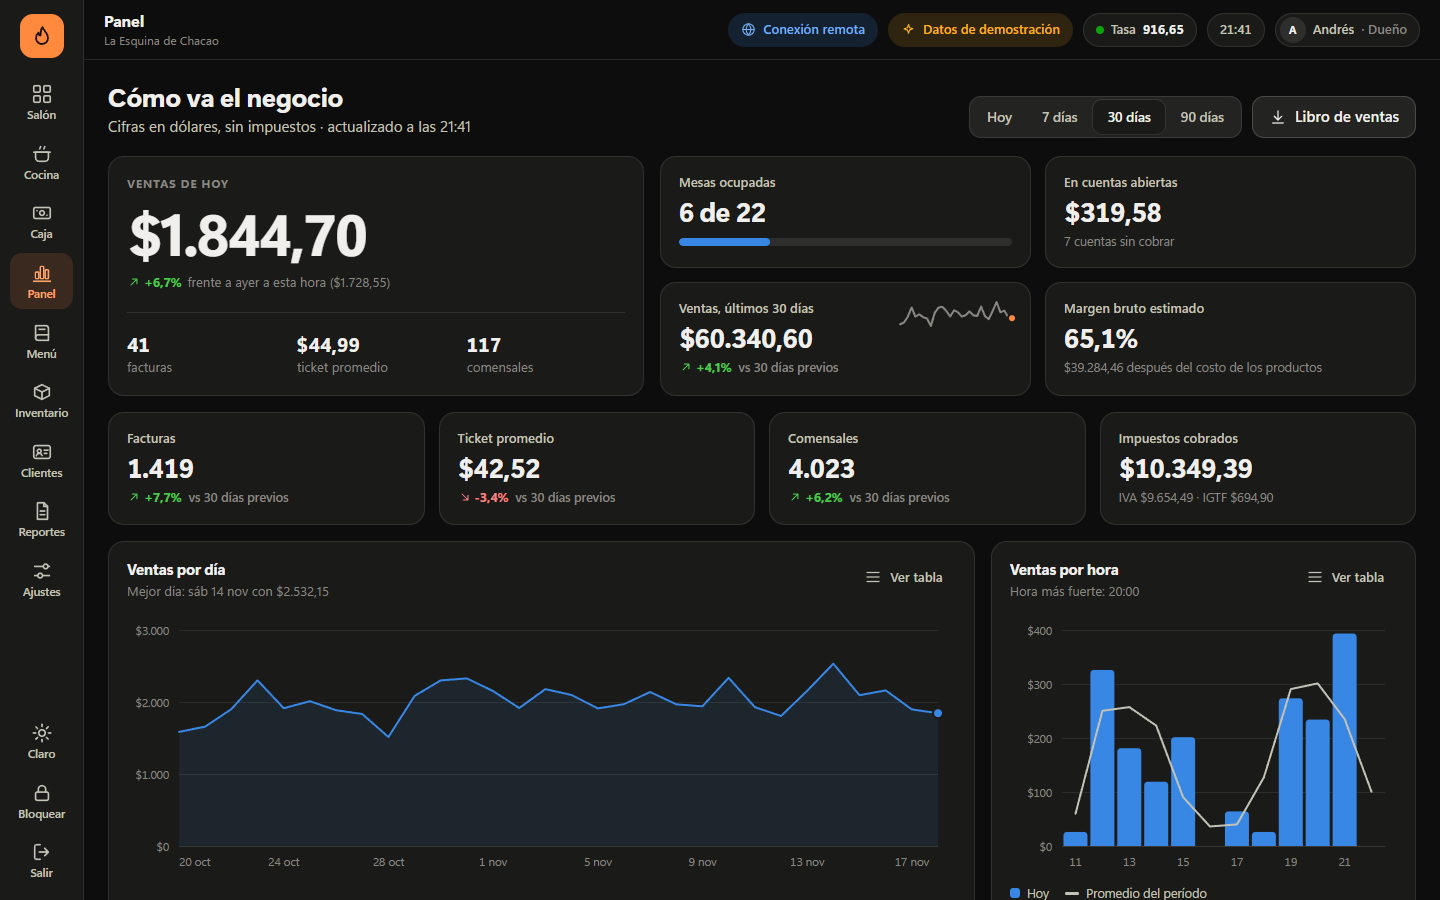 Panel
La Esquina de Chacao
Conexión remota
Datos de demostración
Tasa 916,65
21:41
A Andrés · Dueño
Salón
Cocina
Caja
Panel
Menú
Inventario
Clientes
Reportes
Ajustes
Claro
Bloquear
Salir
Cómo va el negocio
Cifras en dólares, sin impuestos · actualizado a las 21:41
Hoy 7 días 30 días 90 días
Libro de ventas
VENTAS DE HOY
$1.844,70
+6,7% frente a ayer a esta hora ($1.728,55)
41 $44,99 117
facturas ticket promedio comensales
Mesas ocupadas
6 de 22
En cuentas abiertas
$319,58
7 cuentas sin cobrar
Ventas, últimos 30 días
$60.340,60
+4,1% vs 30 días previos
Margen bruto estimado
65,1%
$39.284,46 después del costo de los productos
Facturas
1.419
+7,7% vs 30 días previos
Ticket promedio
$42,52
-3,4% vs 30 días previos
Comensales
4.023
+6,2% vs 30 días previos
Impuestos cobrados
$10.349,39
IVA $9.654,49 · IGTF $694,90
Ventas por día
Mejor día: sáb 14 nov con $2.532,15
Ver tabla
$3.000
$2.000
$1.000
$0
20 oct 24 oct 28 oct 1 nov 5 nov 9 nov 13 nov 17 nov
Ventas por hora
Hora más fuerte: 20:00
Ver tabla
$400
$300
$200
$100
$0
11 13 15 17 19 21
Hoy Promedio del período